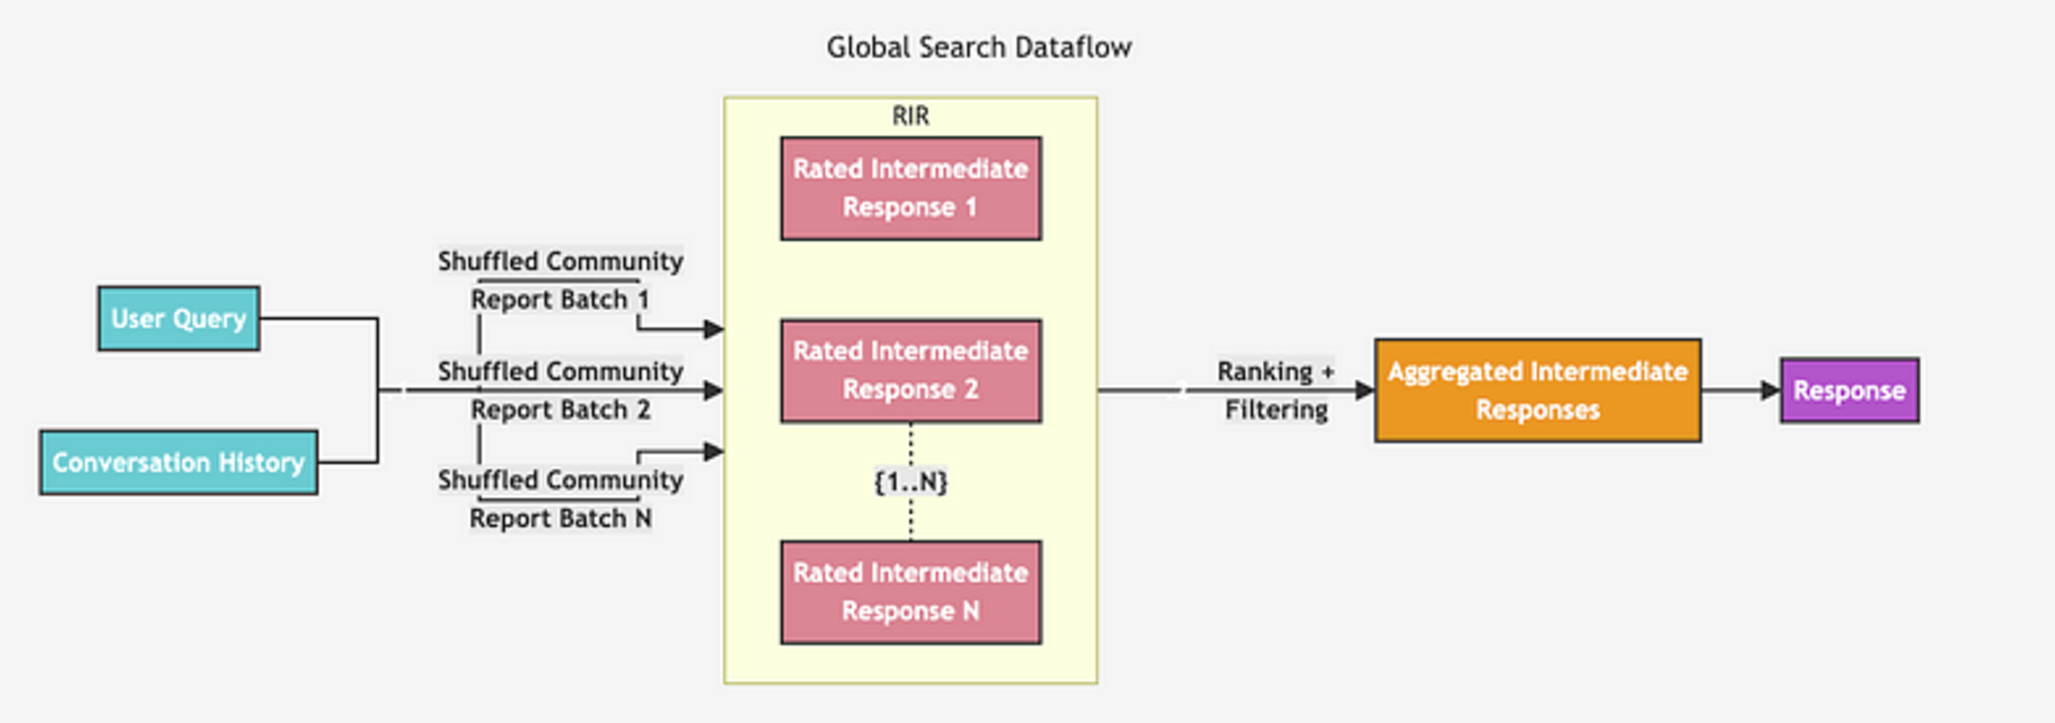 Global Search Dataflow
User Query
Conversation History
Shuffled Community
Report Batch 1
Shuffled Community
Report Batch 2
Shuffled Community
Report Batch N
RIR
Rated Intermediate
Response 1
Rated Intermediate
Response 2
{1..N}
Rated Intermediate
Response N
Ranking +
Filtering
Aggregated Intermediate
Responses
Response